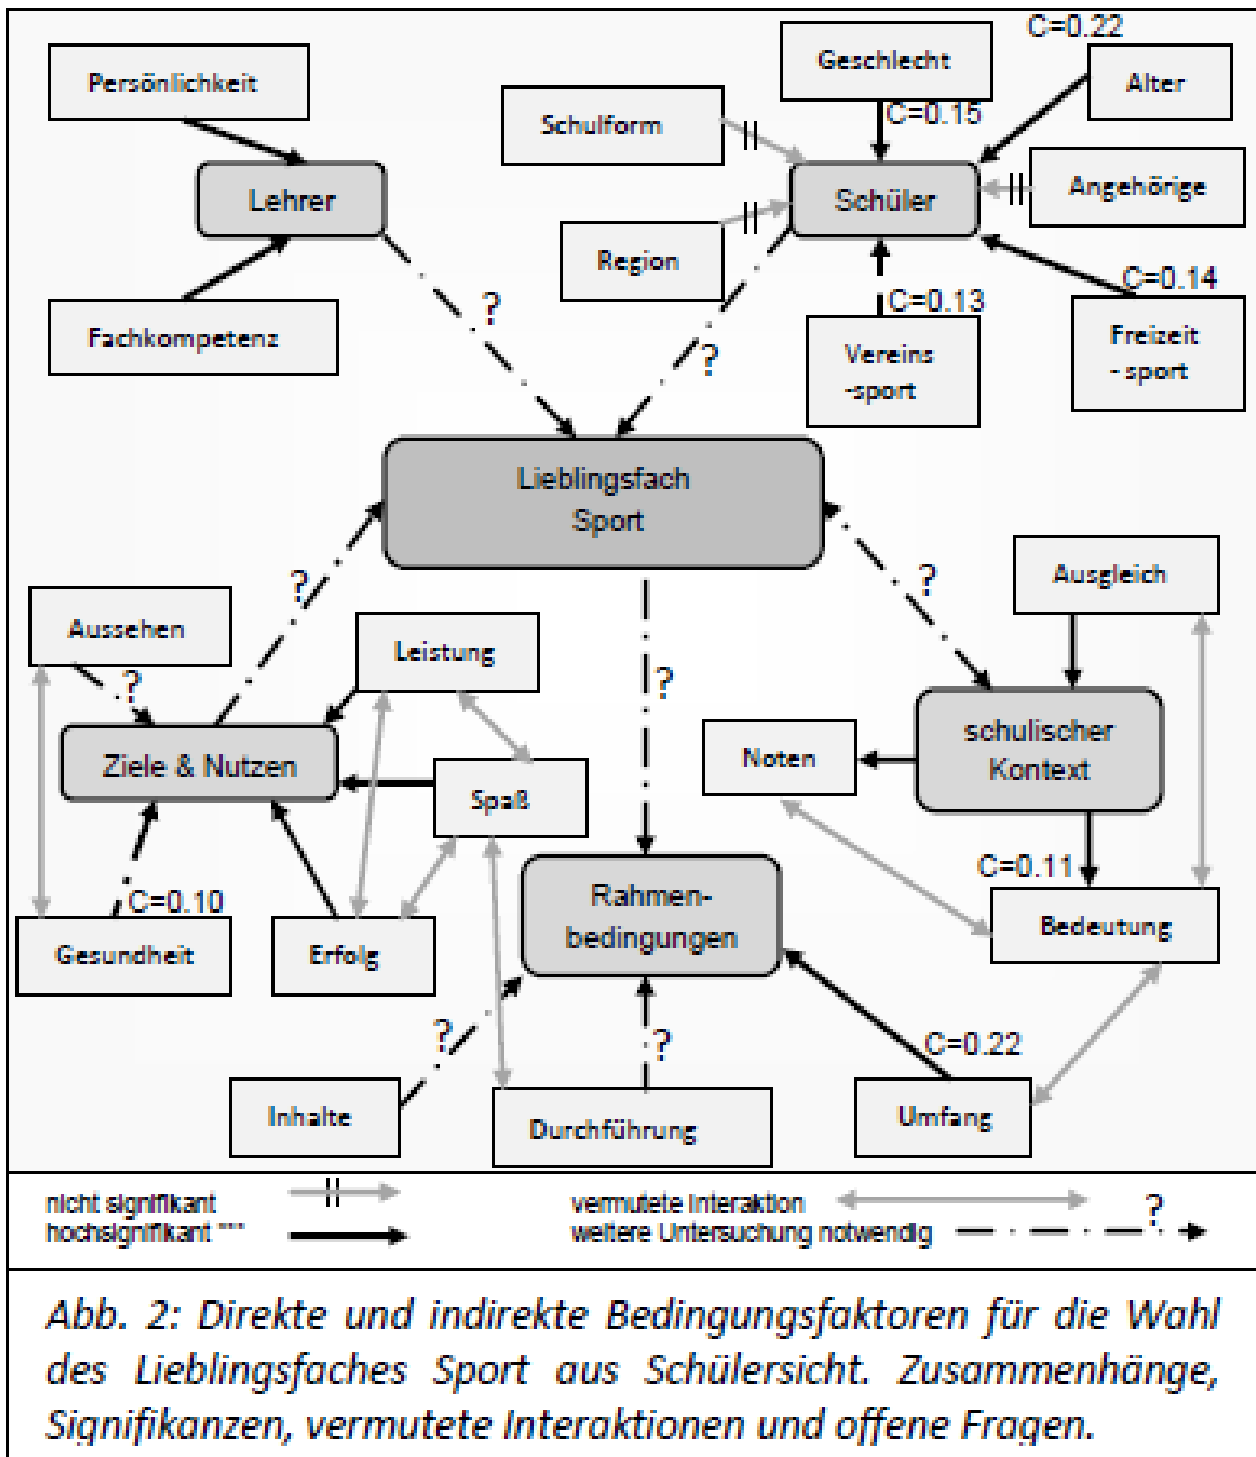 C=0.22
Geschlecht
Persönlichkeit
Alter
Schulform
C=0.15
Lehrer
Schüler
Angehörige
Region
C=0.14
?
C=0.13
Fachkompetenz
?
Vereins
-sport
Freizeit
- sport
Lieblingsfach
Sport
?
?
Ausgleich
Aussehen
Leistung
?
?
schulischer
Kontext
Ziele & Nutzen
Noten
Spaß
C=0.11
Rahmen-
bedingungen
C=0.10
Bedeutung
Gesundheit
Erfolg
?
?
C=0.22
Inhalte
Durchführung
Umfang
nicht signifikant
vermutete Interaktion
hochsignifikant ***
weitere Untersuchung notwendig
?
Abb. 2: Direkte und indirekte Bedingungsfaktoren für die Wahl
des Lieblingsfaches Sport aus Schülersicht. Zusammenhänge,
Signifikanzen, vermutete Interaktionen und offene Fragen.